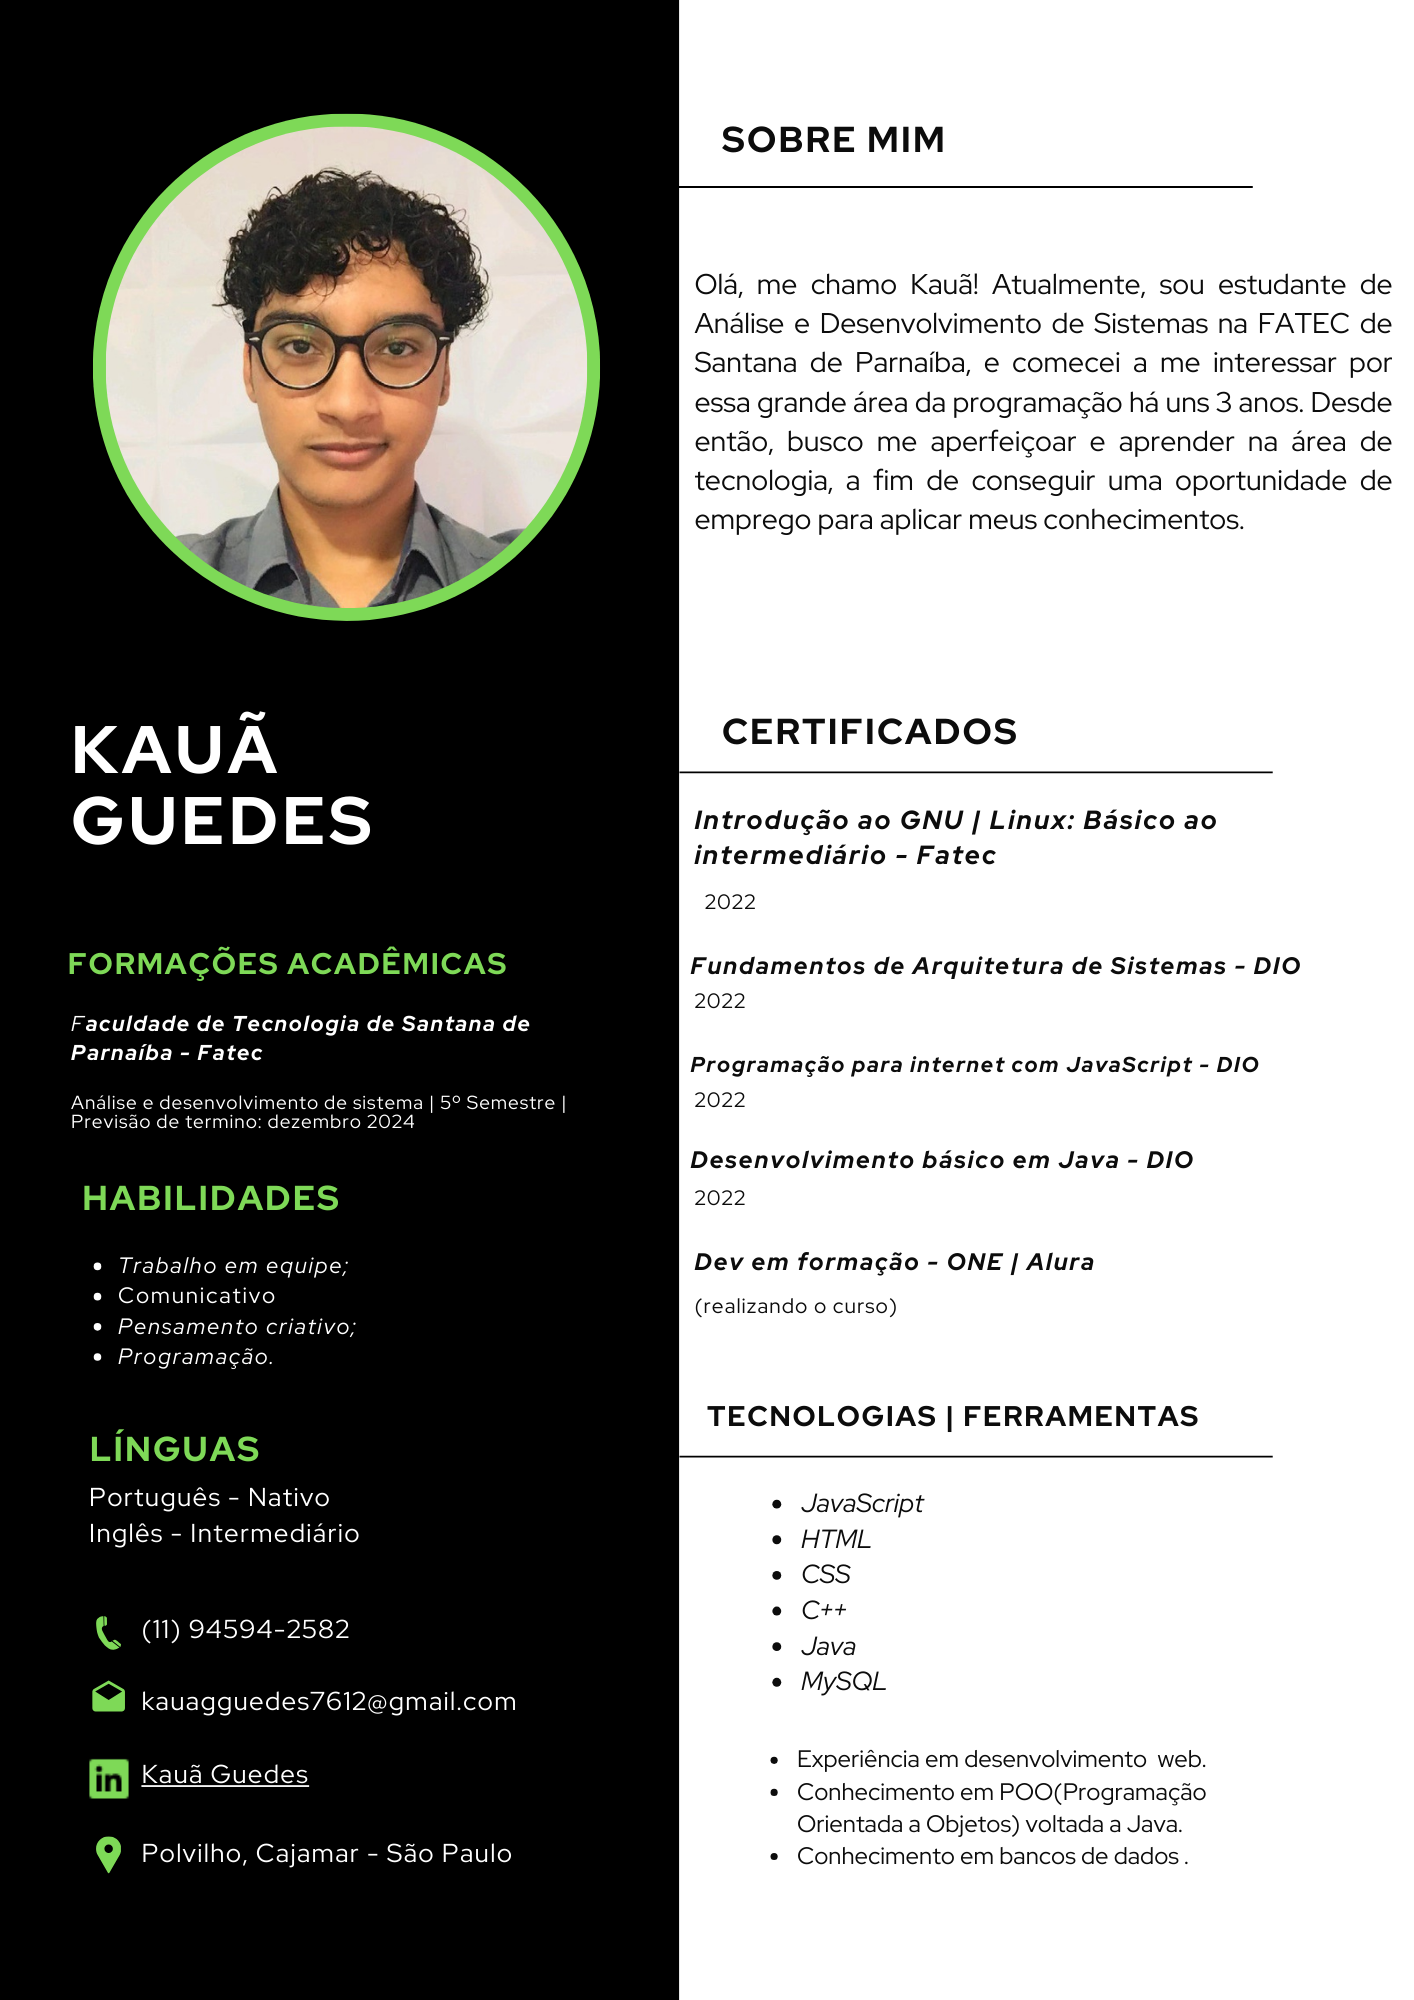 KAUÃ
GUEDES
FORMAÇÕES ACADÊMICAS
Faculdade de Tecnologia de Santana de
Parnaíba - Fatec
Análise e desenvolvimento de sistema | 5º Semestre |
Previsão de termino: dezembro 2024
HABILIDADES
• Trabalho em equipe;
• Comunicativo
• Pensamento criativo;
• Programação.
LÍNGUAS
Português - Nativo
Inglês - Intermediário
(11) 94594-2582
kauagguedes7612@gmail.com
in Kauã Guedes
Polvilho, Cajamar - São Paulo
SOBRE MIM
Olá, me chamo Kauã! Atualmente, sou estudante de
Análise e Desenvolvimento de Sistemas na FATEC de
Santana de Parnaíba, e comecei a me interessar por
essa grande área da programação há uns 3 anos. Desde
então, busco me aperfeiçoar e aprender na área de
tecnologia, a fim de conseguir uma oportunidade de
emprego para aplicar meus conhecimentos.
CERTIFICADOS
Introdução ao GNU | Linux: Básico ao
intermediário - Fatec
2022
Fundamentos de Arquitetura de Sistemas - DIO
2022
Programação para internet com JavaScript - DIO
2022
Desenvolvimento básico em Java - DIO
2022
Dev em formação - ONE | Alura
(realizando o curso)
TECNOLOGIAS | FERRAMENTAS
• JavaScript
• HTML
• CSS
• C++
• Java
• MySQL
• Experiência em desenvolvimento  web.
• Conhecimento em POO(Programação
Orientada a Objetos) voltada a Java.
• Conhecimento em bancos de dados .